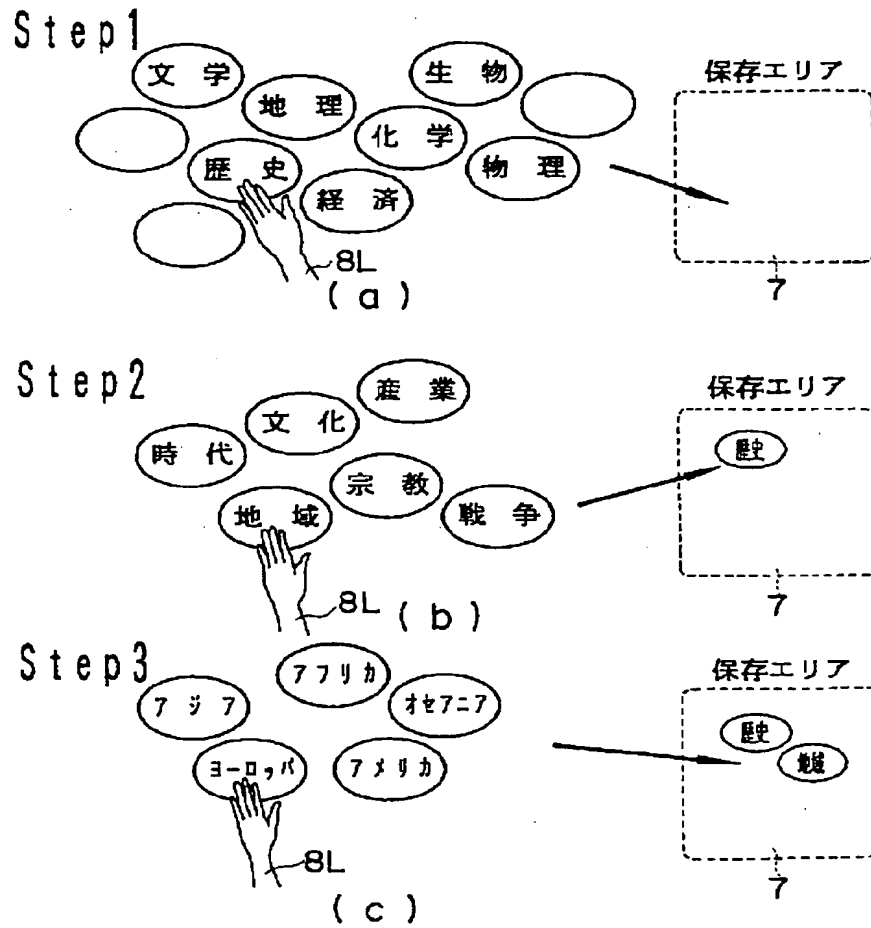 Step1
文学
生物
保存エリア
地理
化学
歴史
物理
経済
8L
7
(a)
Step2
産業
保存エリア
文化
時代
歴史
宗教
地域
戦争
8L
7
(b)
Step3
アフリカ
保存エリア
アジア
オセアニア
歴史
地域
ヨーロッパ
アメリカ
8L
7
(c)